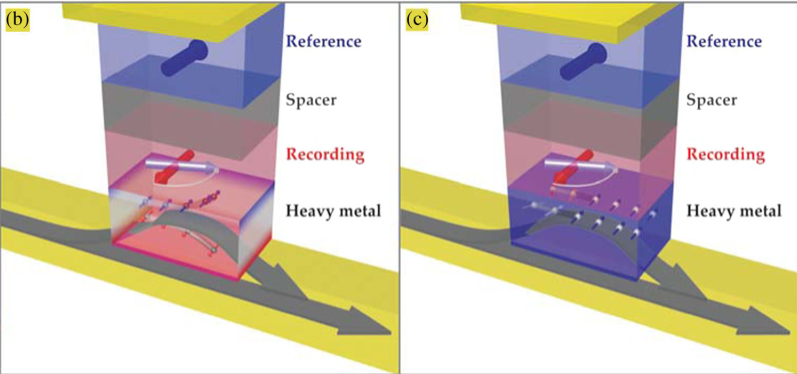 (b)
Reference
Spacer
Recording
Heavy metal
(c)
Reference
Spacer
Recording
Heavy metal